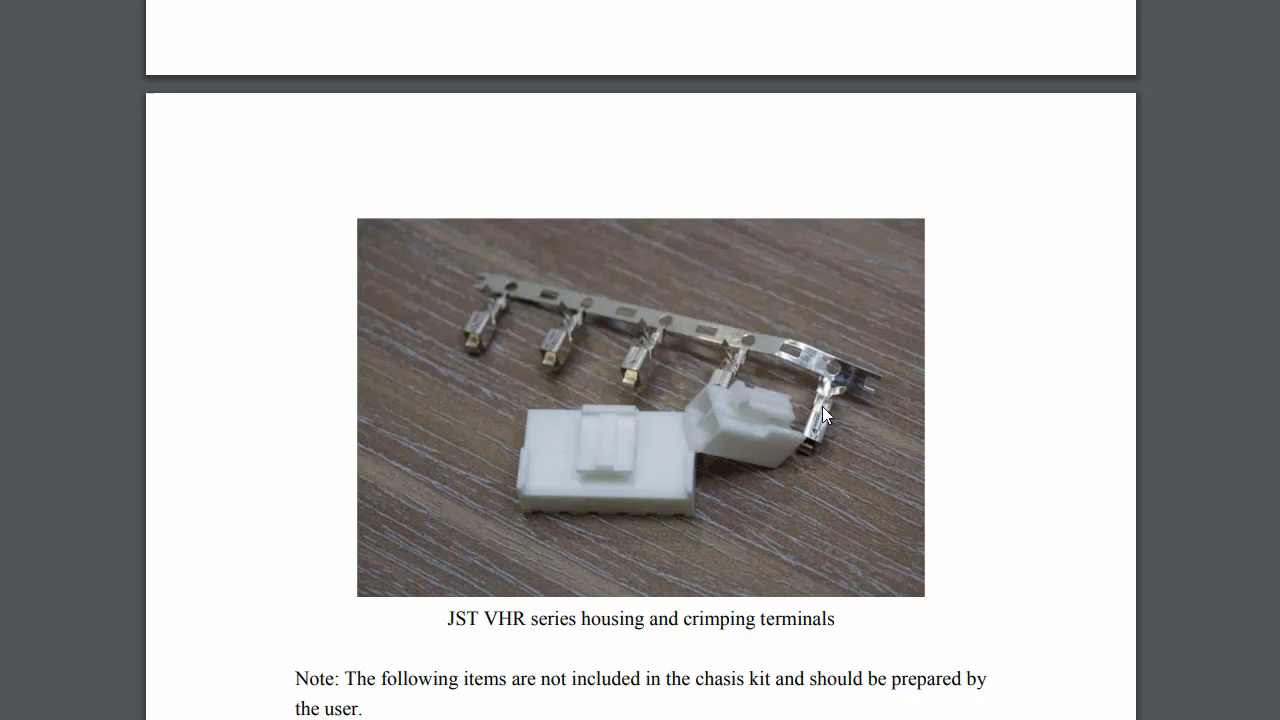 JST VHR series housing and crimping terminals
Note: The following items are not included in the chasis kit and should be prepared by
the user.